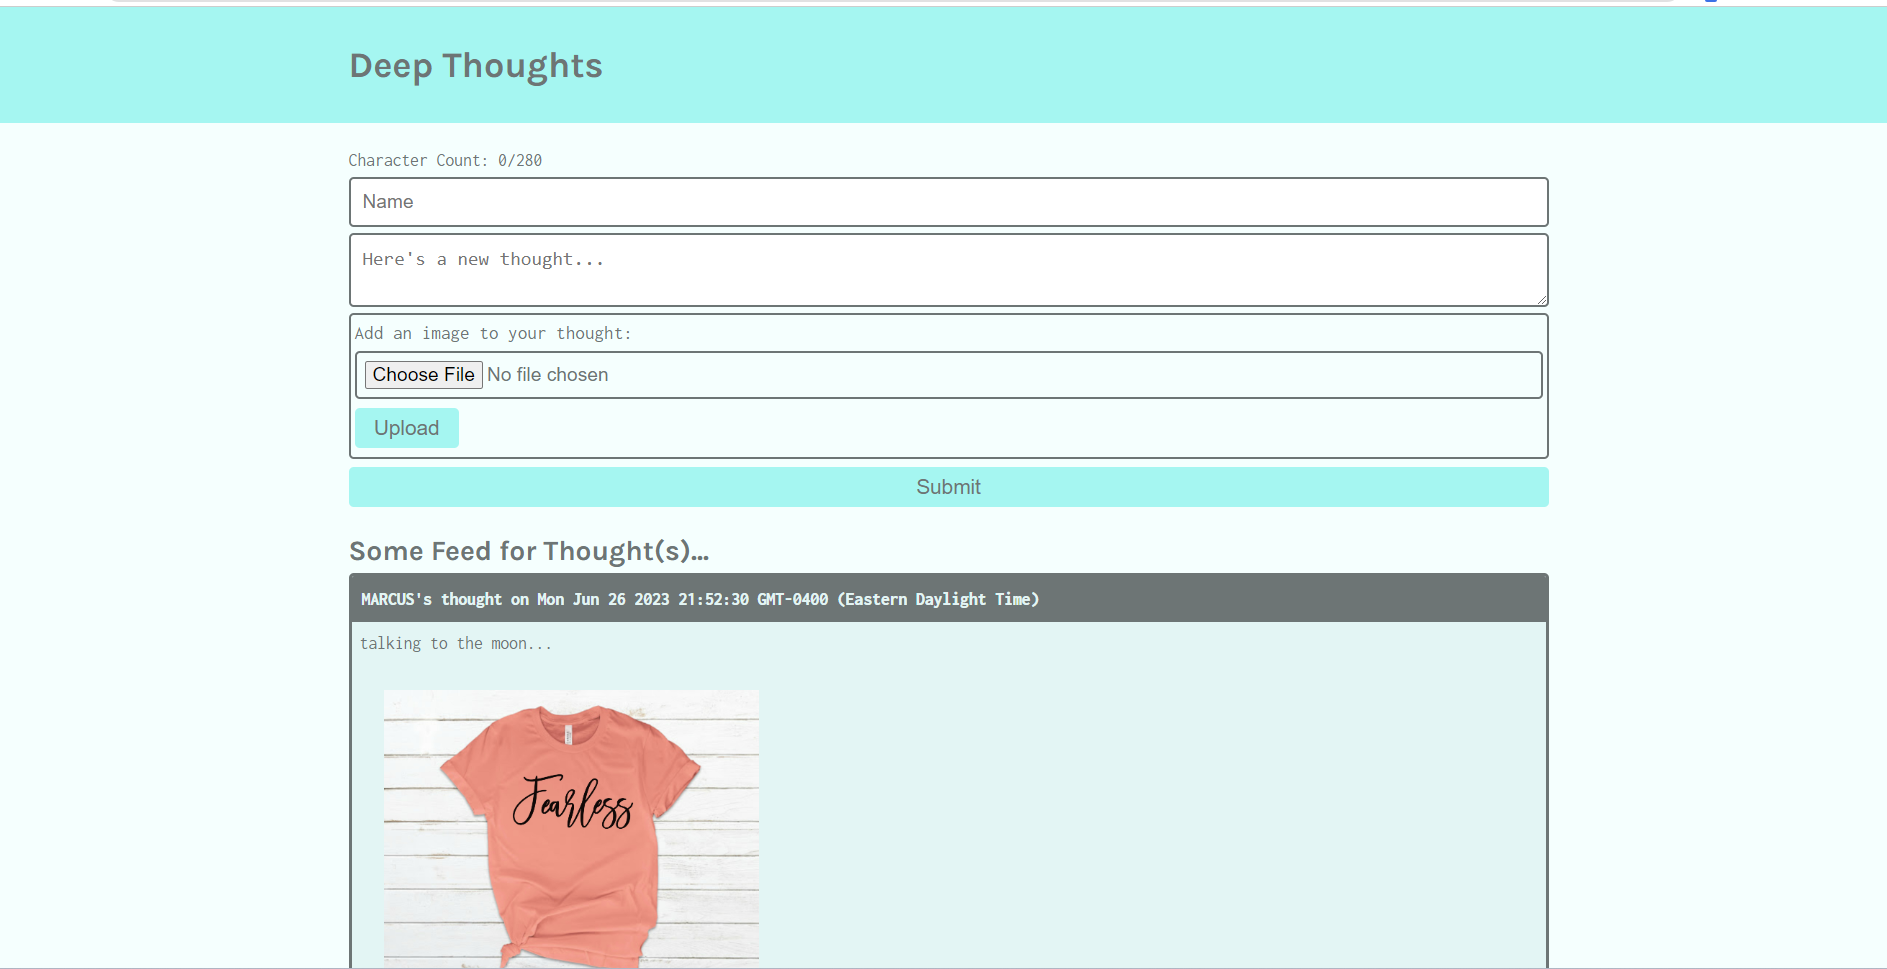 Deep Thoughts
Character Count: 0/280
Name
Here's a new thought...
Add an image to your thought:
Choose File No file chosen
Upload
Submit
Some Feed for Thought(s)...
MARCUS's thought on Mon Jun 26 2023 21:52:30 GMT-0400 (Eastern Daylight Time)
talking to the moon...
Fearless